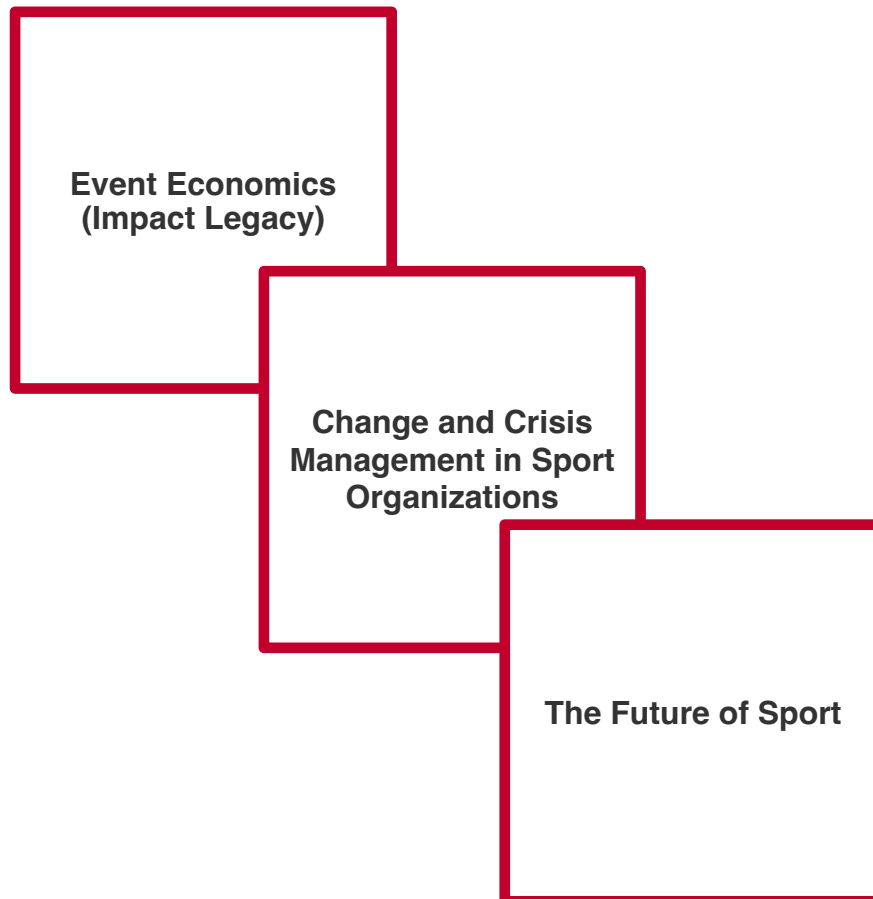 Event Economics
(Impact Legacy)
Change and Crisis
Management in Sport
Organizations
The Future of Sport